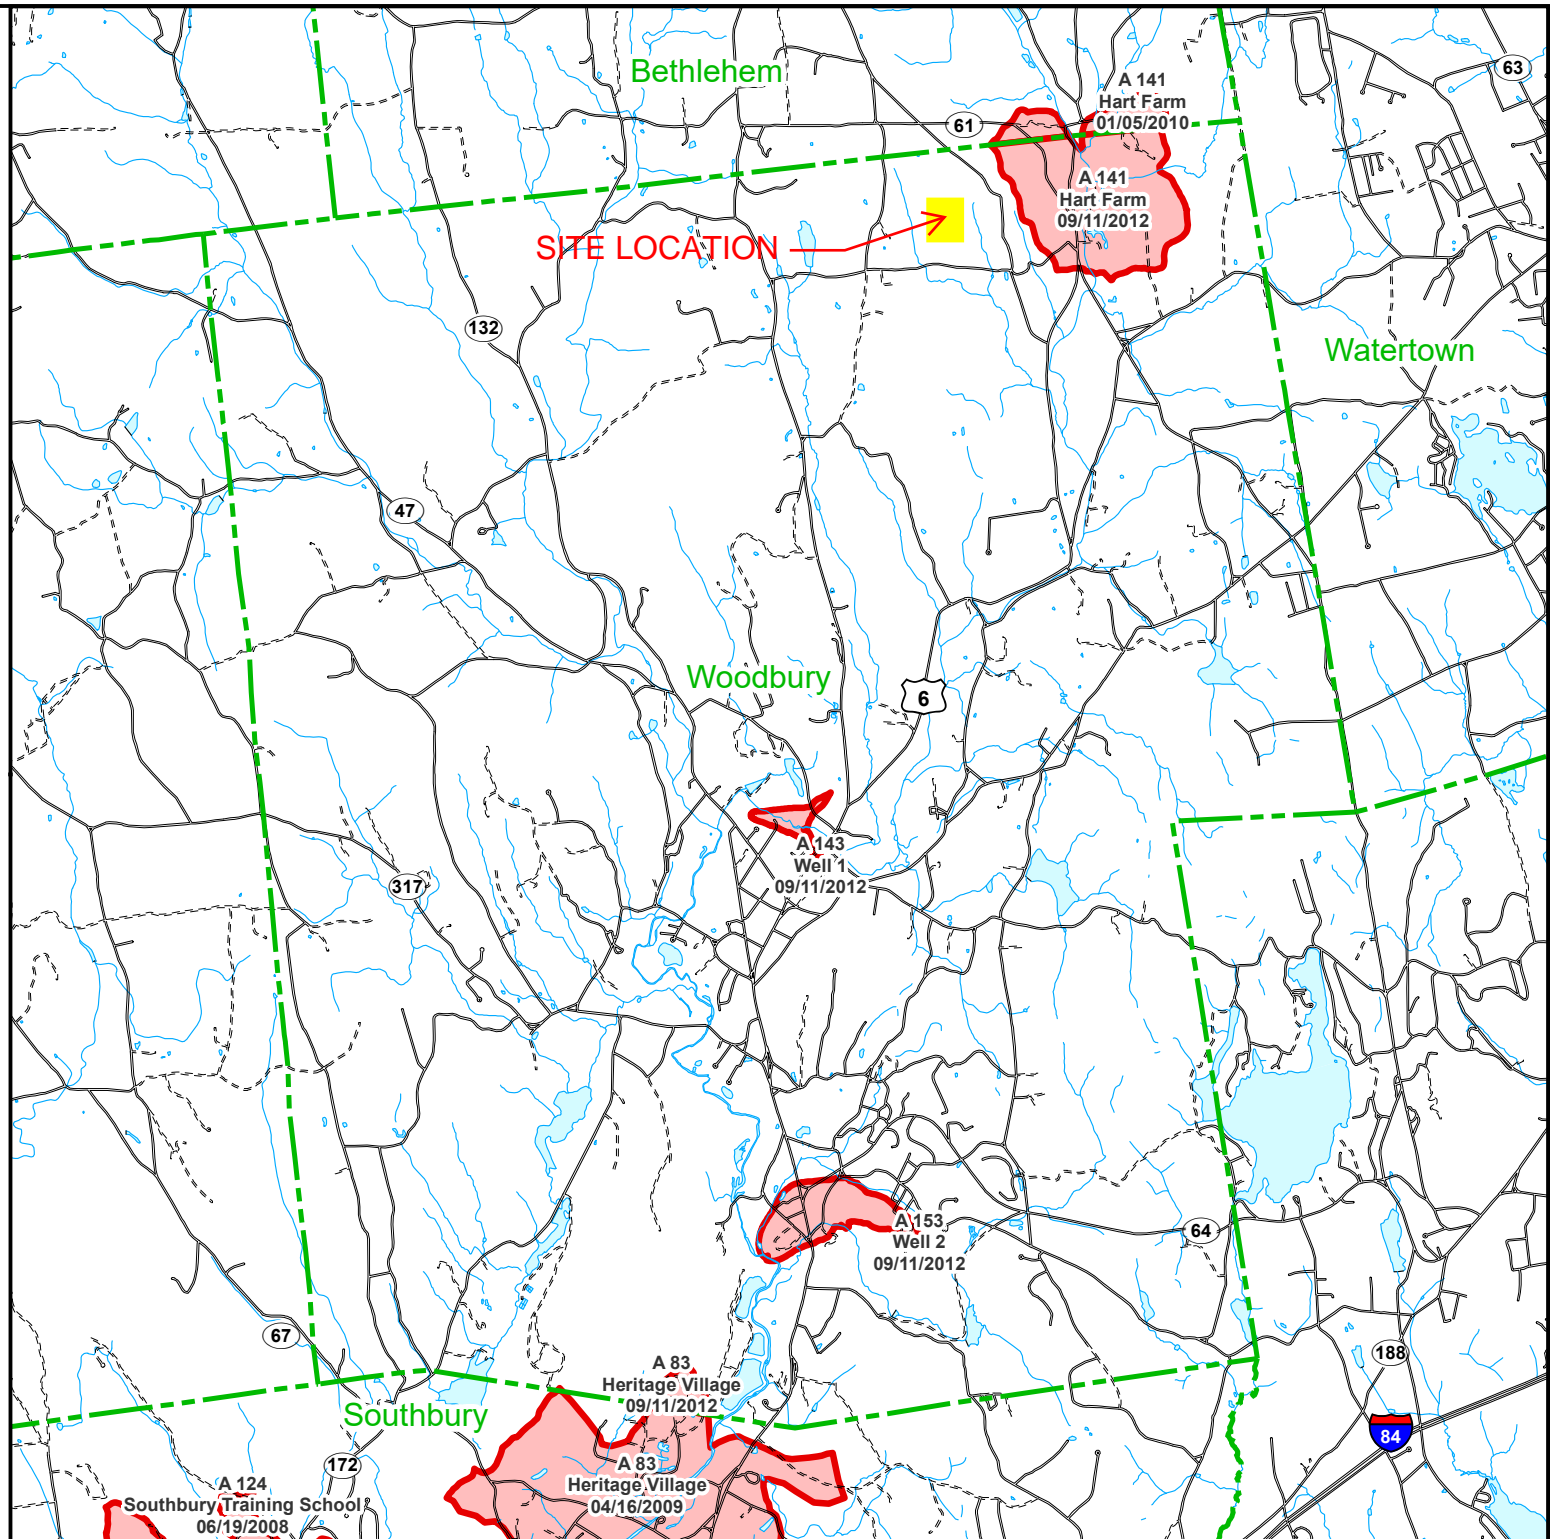 63
Bethlehem
A 141
Hart Farm
01/05/2010
61
A 141
Hart Farm
09/11/2012
SITE LOCATION
132
Watertown
47
Woodbury
6
A 143
Well 1
09/11/2012
317
A 153
Well 2
09/11/2012
64
67
188
A 83
Heritage Village
09/11/2012
Southbury
84
172
A 83
Heritage Village
04/16/2009
A 124
Southbury Training School
06/19/2008